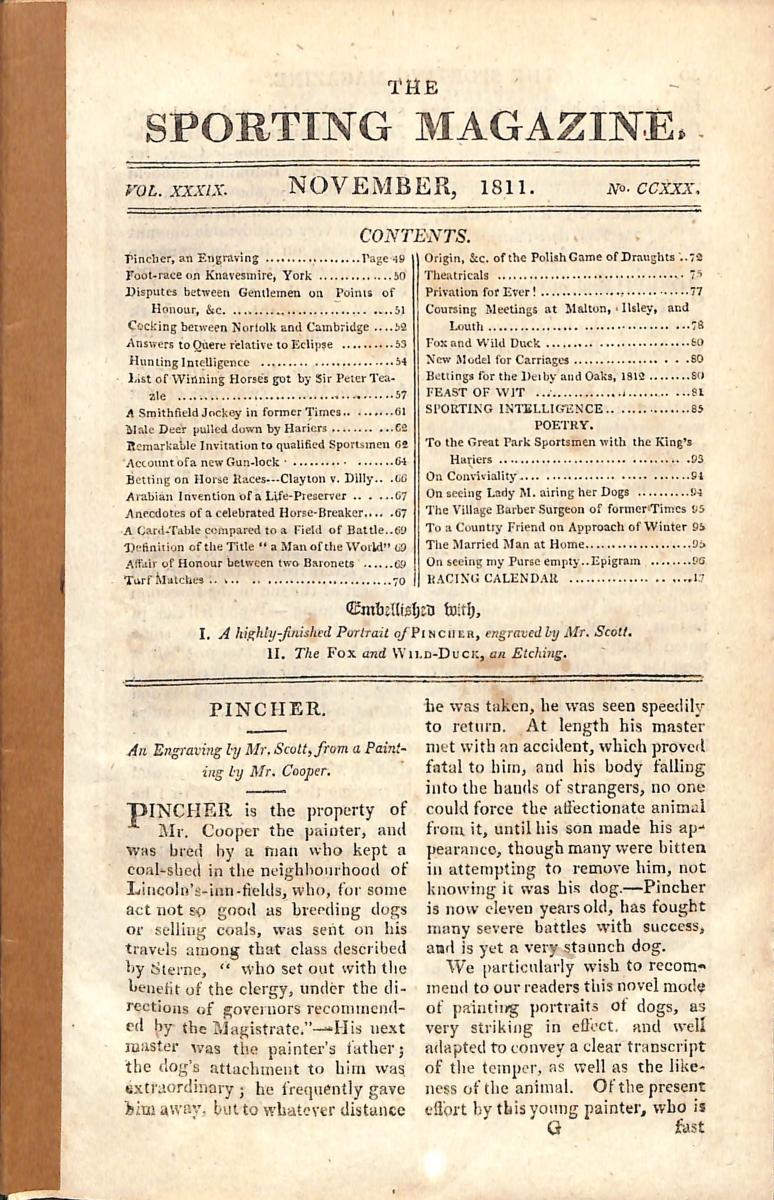 THE
SPORTING MAGAZINE.
VOL. XXXIX. NOVEMBER, 1811. No. CCXXX.
CONTENTS.
Pincher, an Engraving ................Page 49
Foot-race on Knavesmire, York .............50
Disputes between Gentlemen on Points of
Honour, &c. ............................51
Cocking between Norfolk and Cambridge ....52
Answers to Quere relative to Eclipse .........53
Hunting Intelligence ......................54
List of Winning Horses got by Sir Peter Tea-
zle .....................................57
A Smithfield Jockey in former Times.. .......61
Male Deer pulled down by Hariers ..........62
Remarkable Invitation to qualified Sportsmen 62
Account of a new Gun-lock ...............64
Betting on Horse Races---Clayton v. Dilly.. .66
Arabian Invention of a Life-Preserver .. . ...67
Anecdotes of a celebrated Horse-Breaker.... .67
A Card-Table compared to a Field of Battle..69
Definition of the Title “ a Man of the World” 69
Affair of Honour between two Baronets ......69
Turf Matches .. ... .. .....................70
Origin, &c. of the Polish Game of Draughts ..72
Theatricals .................................75
Privation for Ever! ..........................77
Coursing Meetings at Malton, Ilsley, and
Louth .....................................78
Fox and Wild Duck .........................80
New Model for Carriages .............. . . ..80
Bettings for the Derby and Oaks, 1812 ........80
FEAST OF WIT ............................81
SPORTING INTELLIGENCE.. ...............85
POETRY.
To the Great Park Sportsmen with the King's
Hariers ...................................93
On Conviviality.... ..........................94
On seeing Lady M. airing her Dogs .........94
The Village Barber Surgeon of former Times 95
To a Country Friend on Approach of Winter 95
The Married Man at Home..................95
On seeing my Purse empty..Epigram .......96
RACING CALENDAR .....................17
Embellished with,
I. A highly-finished Portrait of PINCHER, engraved by Mr. Scott.
II. The FOX and WILD-DUCK, an Etching.
PINCHER.
An Engraving by Mr. Scott, from a Paint-
ing by Mr. Cooper.
PINCHER is the property of
Mr. Cooper the painter, and
was bred by a man who kept a
coal-shed in the neighbourhood of
Lincoln's-inn-fields, who, for some
act not so good as breeding dogs
or selling coals, was sent on his
travels among that class described
by Sterne, “ who set out with the
benefit of the clergy, under the di-
rections of governors recommend-
ed by the Magistrate.”—His next
master was the painter's father;
the dog's attachment to him was
extraordinary; he frequently gave
him away, but to whatever distance
he was taken, he was seen speedily
to return. At length his master
met with an accident, which proved
fatal to him, and his body falling
into the hands of strangers, no one
could force the affectionate animal
from it, until his son made his ap-
pearance, though many were bitten
in attempting to remove him, not
knowing it was his dog.—Pincher
is now eleven years old, has fought
many severe battles with success,
and is yet a very staunch dog.
We particularly wish to recom-
mend to our readers this novel mode
of painting portraits of dogs, as
very striking in effect, and well
adapted to convey a clear transcript
of the temper, as well as the like-
ness of the animal. Of the present
effort by this young painter, who is
G fast